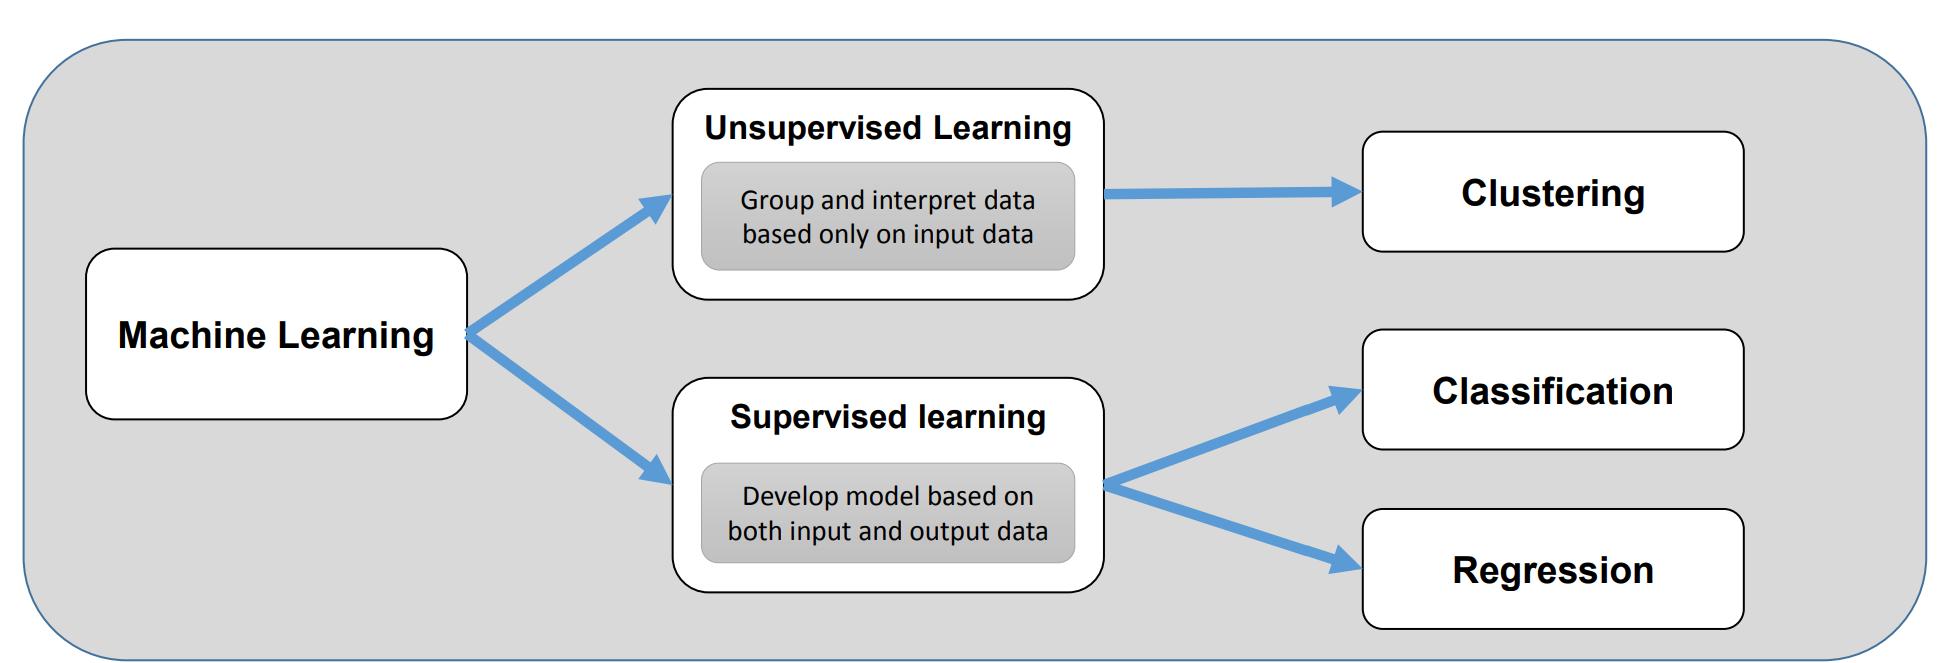 Machine Learning
Unsupervised Learning
Group and interpret data
based only on input data
Supervised learning
Develop model based on
both input and output data
Clustering
Classification
Regression